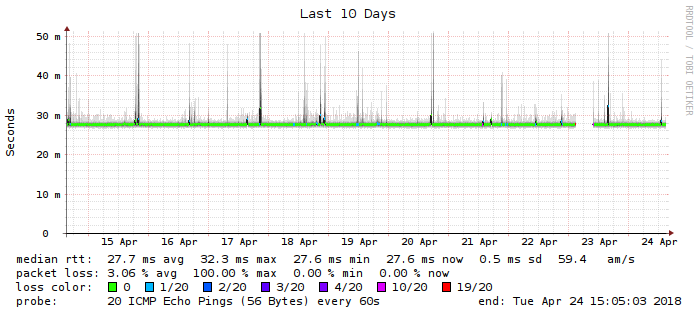 Last 10 Days
RRDTOOL / TOBI OETIKER
Seconds
50 m
40 m
30 m
20 m
10 m
0
15 Apr 16 Apr 17 Apr 18 Apr 19 Apr 20 Apr 21 Apr 22 Apr 23 Apr 24 Apr
median rtt: 27.7 ms avg 32.3 ms max 27.6 ms min 27.6 ms now 0.5 ms sd 59.4 am/s
packet loss: 3.06 % avg 100.00 % max 0.00 % min 0.00 % now
loss color: 0 1/20 2/20 3/20 4/20 10/20 19/20
probe: 20 ICMP Echo Pings (56 Bytes) every 60s end: Tue Apr 24 15:05:03 2018